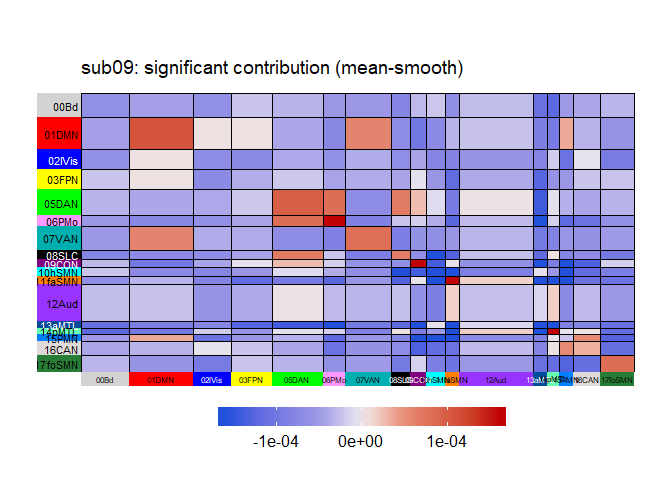 sub09: significant contribution (mean-smooth)
00Bd
01DMN
02lVis
03FPN
05DAN
06PMo
07VAN
08SLC
09CON
10hSMN
11faSMN
12Aud
13aMTL
14pMTL
15PMN
16CAN
17foSMN
00Bd 01DMN 02lVis 03FPN 05DAN 06PMo 07VAN 08SLC 12Aud 16CAN 17foSMN
-1e-04 0e+00 1e-04